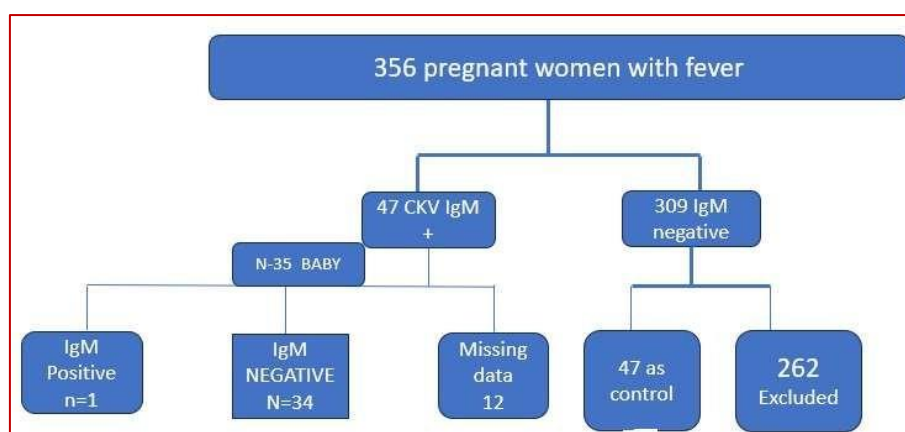 356 pregnant women with fever
47 CKV IgM
+
309 IgM
negative
N-35 BABY
IgM
Positive
n=1
IgM
NEGATIVE
N=34
Missing
data
12
47 as
control
262
Excluded